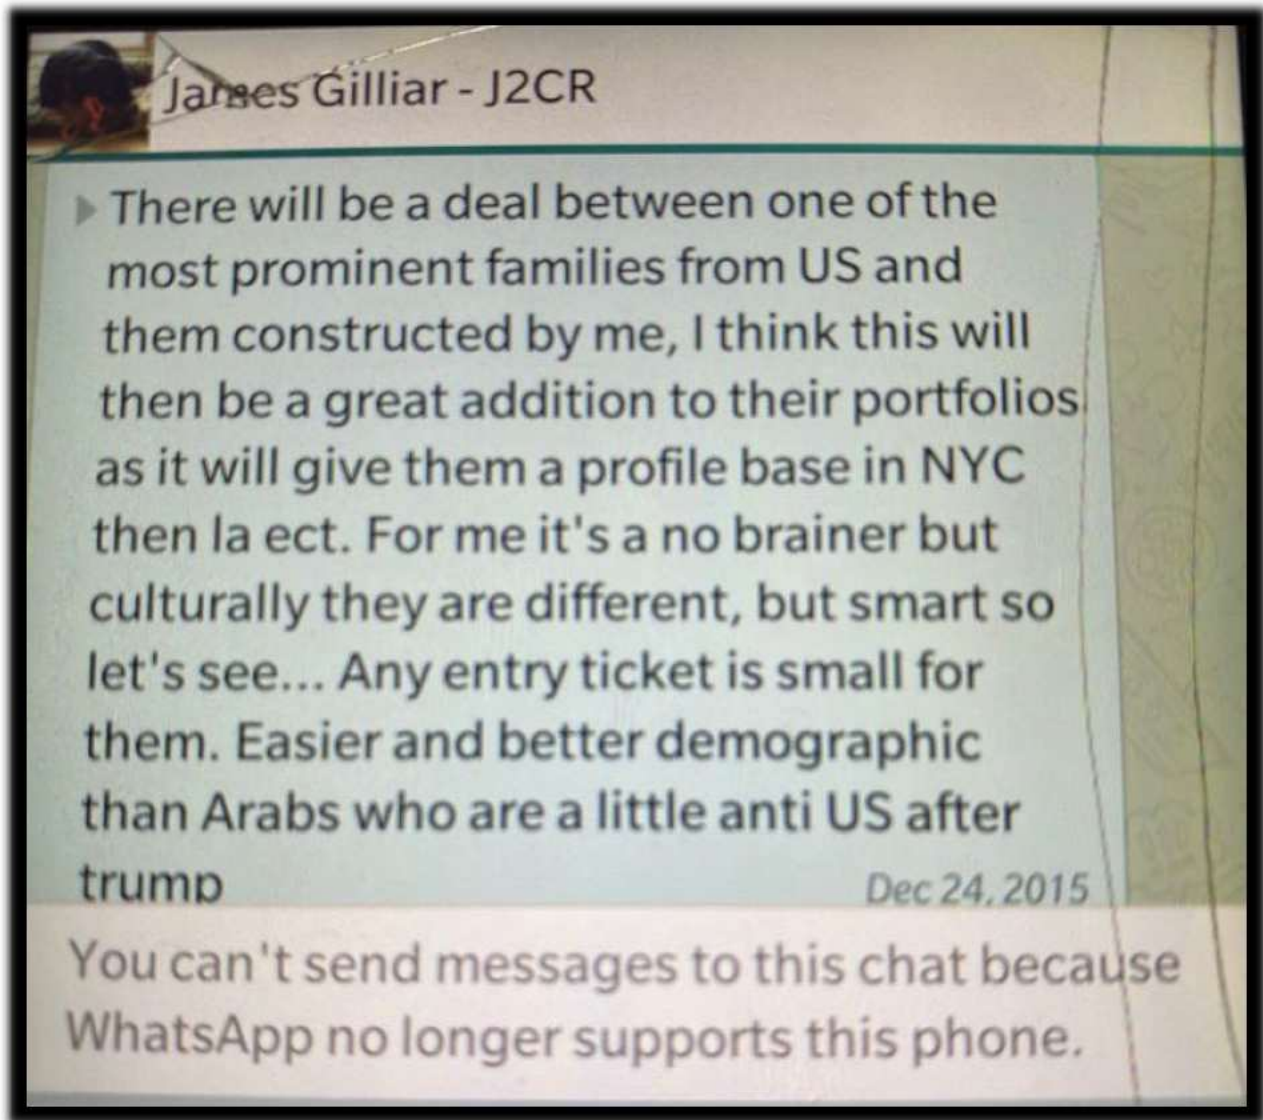 James Gilliar - J2CR
There will be a deal between one of the
most prominent families from US and
them constructed by me, I think this will
then be a great addition to their portfolios
as it will give them a profile base in NYC
then la ect. For me it's a no brainer but
culturally they are different, but smart so
let's see... Any entry ticket is small for
them. Easier and better demographic
than Arabs who are a little anti US after
trump Dec 24, 2015
You can't send messages to this chat because
WhatsApp no longer supports this phone.